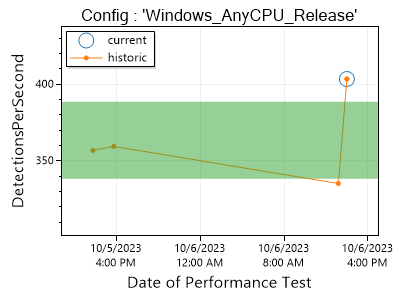 Config : 'Windows_AnyCPU_Release'
current
historic
DetectionsPerSecond
400
350
10/5/2023
4:00 PM
10/6/2023
12:00 AM
10/6/2023
8:00 AM
10/6/2023
4:00 PM
Date of Performance Test